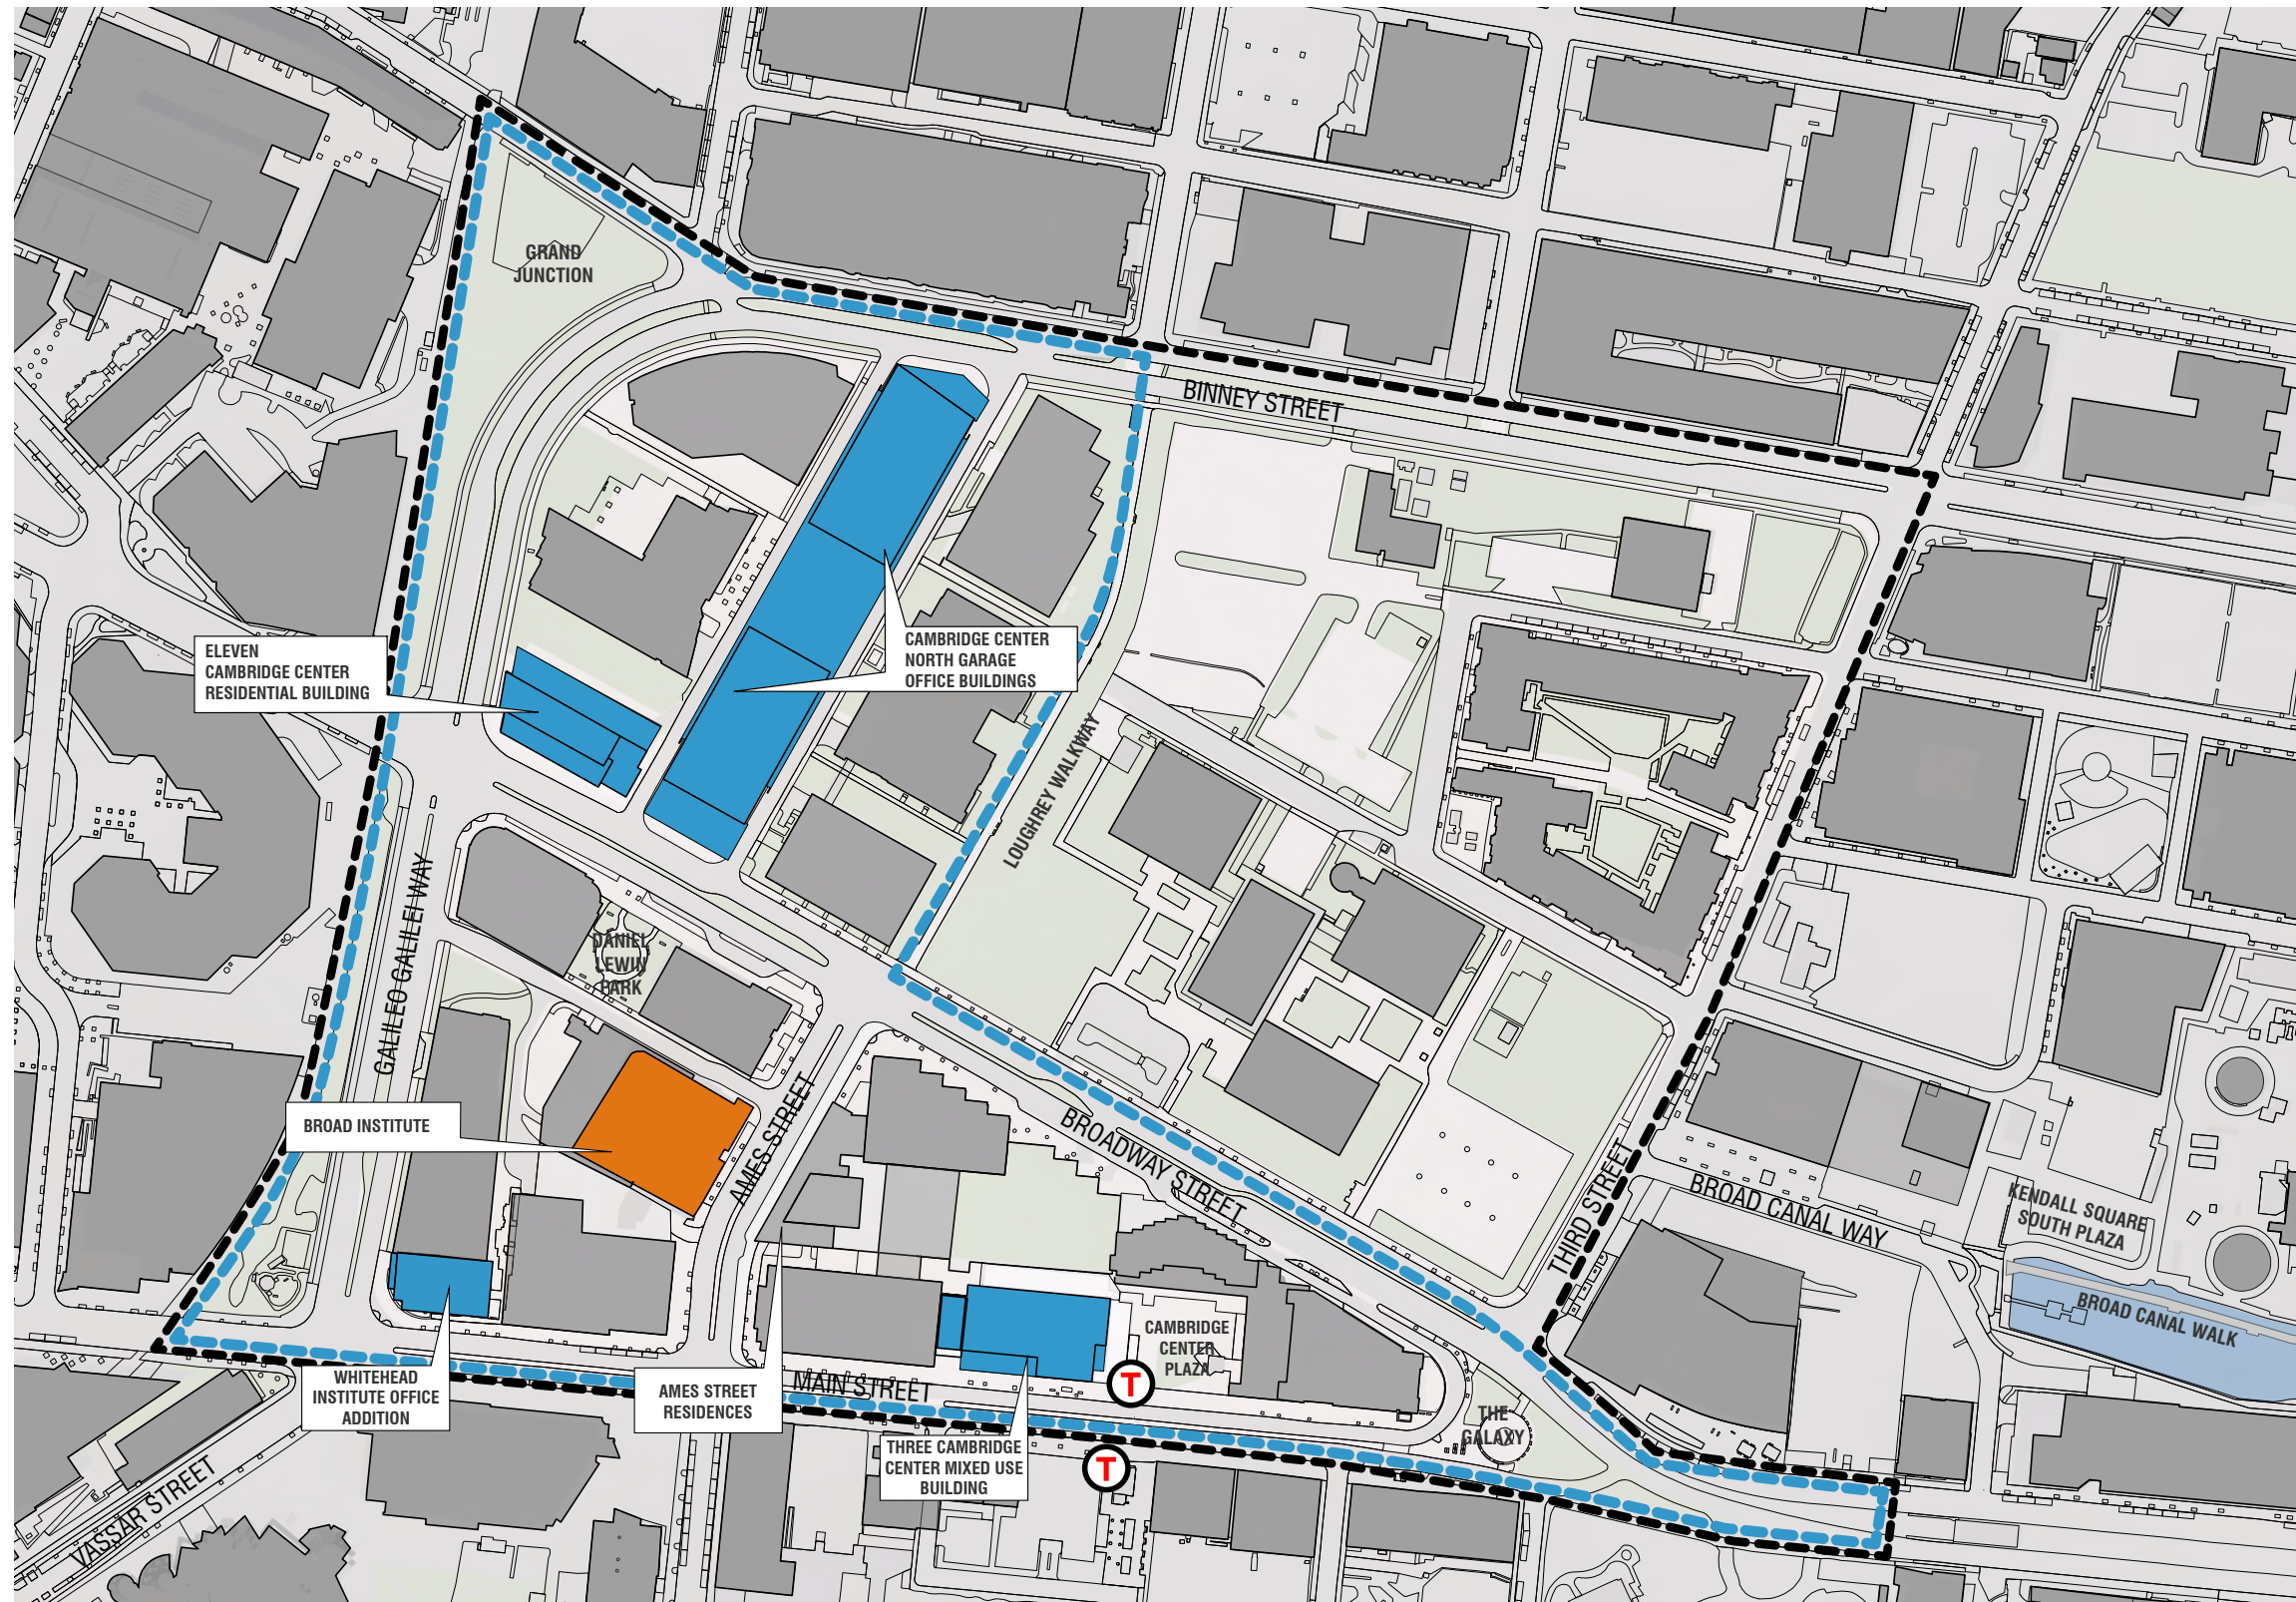 GRAND
JUNCTION
BINNEY STREET
ELEVEN
CAMBRIDGE CENTER
RESIDENTIAL BUILDING
CAMBRIDGE CENTER
NORTH GARAGE
OFFICE BUILDINGS
LOUGHREY WALKWAY
GALILEO GALILEI WAY
DANIEL
LEWIN
PARK
BROAD INSTITUTE
AMES STREET
BROADWAY STREET
THIRD STREET
BROAD CANAL WAY
KENDALL SQUARE
SOUTH PLAZA
BROAD CANAL WALK
CAMBRIDGE
CENTER
PLAZA
WHITEHEAD
INSTITUTE OFFICE
ADDITION
AMES STREET
RESIDENCES
MAIN STREET
T
THE
GALAXY
THREE CAMBRIDGE
CENTER MIXED USE
BUILDING
T
VASSAR STREET